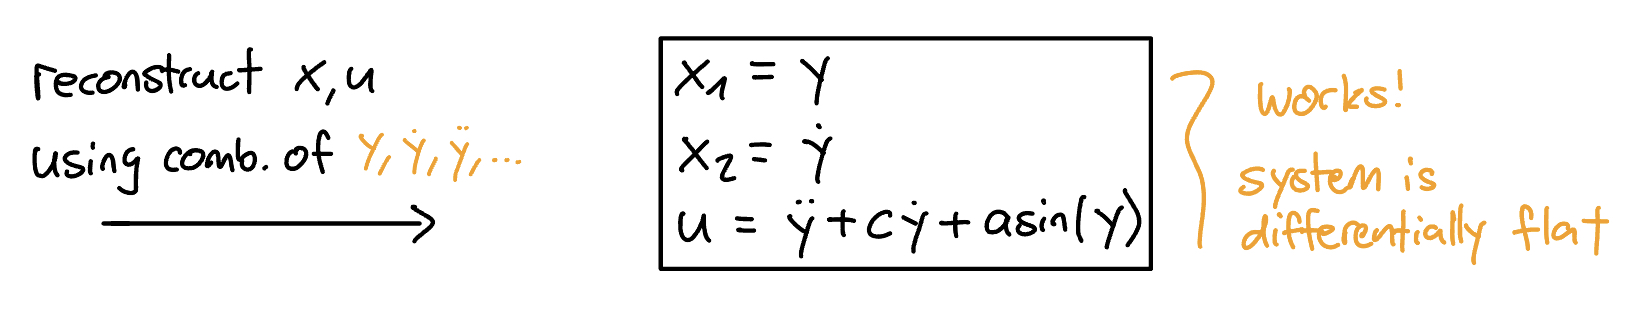 reconstruct x,u
using comb. of y, ẏ, ÿ, ...
x₁ = y
x₂ = ẏ
u = ÿ + cẏ + asin(y)
works!
system is
differentially flat